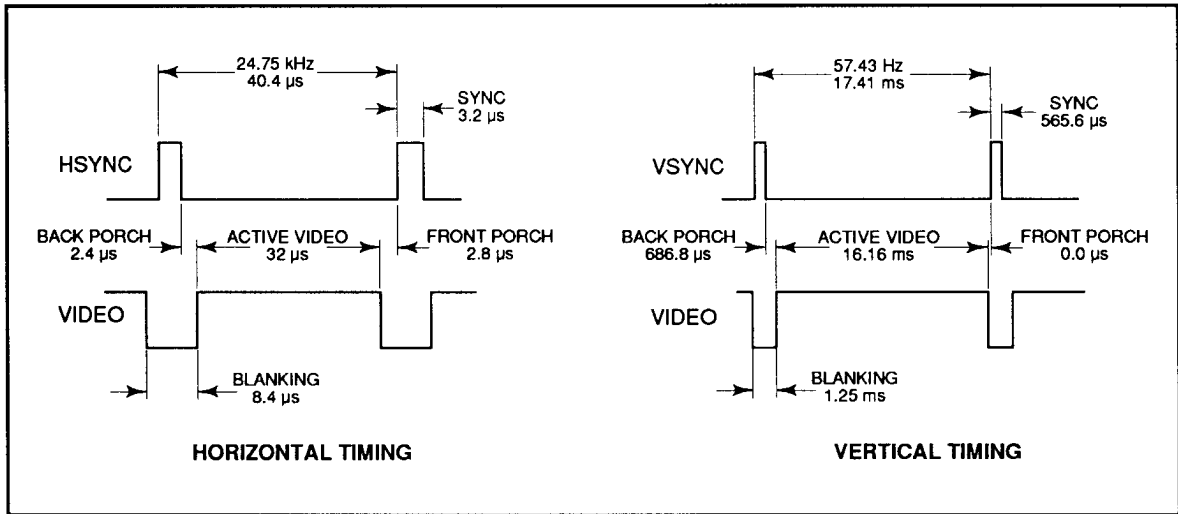 24.75 kHz
40.4 µs
SYNC
3.2 µs
HSYNC
BACK PORCH
2.4 µs
ACTIVE VIDEO
32 µs
FRONT PORCH
2.8 µs
VIDEO
BLANKING
8.4 µs
HORIZONTAL TIMING
57.43 Hz
17.41 ms
SYNC
565.6 µs
VSYNC
BACK PORCH
686.8 µs
ACTIVE VIDEO
16.16 ms
FRONT PORCH
0.0 µs
VIDEO
BLANKING
1.25 ms
VERTICAL TIMING